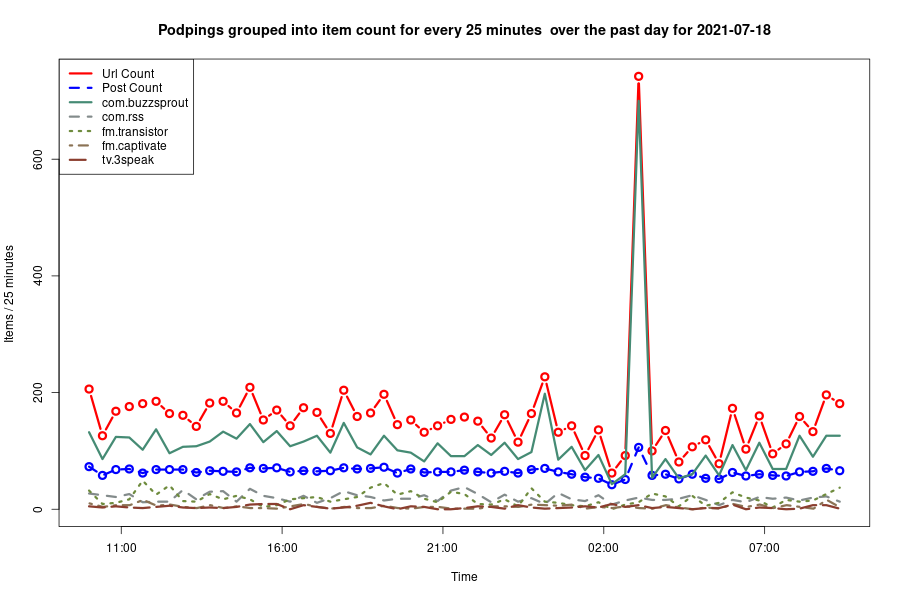 Podpings grouped into item count for every 25 minutes  over the past day for 2021-07-18
Url Count
Post Count
com.buzzsprout
com.rss
fm.transistor
fm.captivate
tv.3speak
Items / 25 minutes
600
400
200
0
11:00
16:00
21:00
02:00
07:00
Time